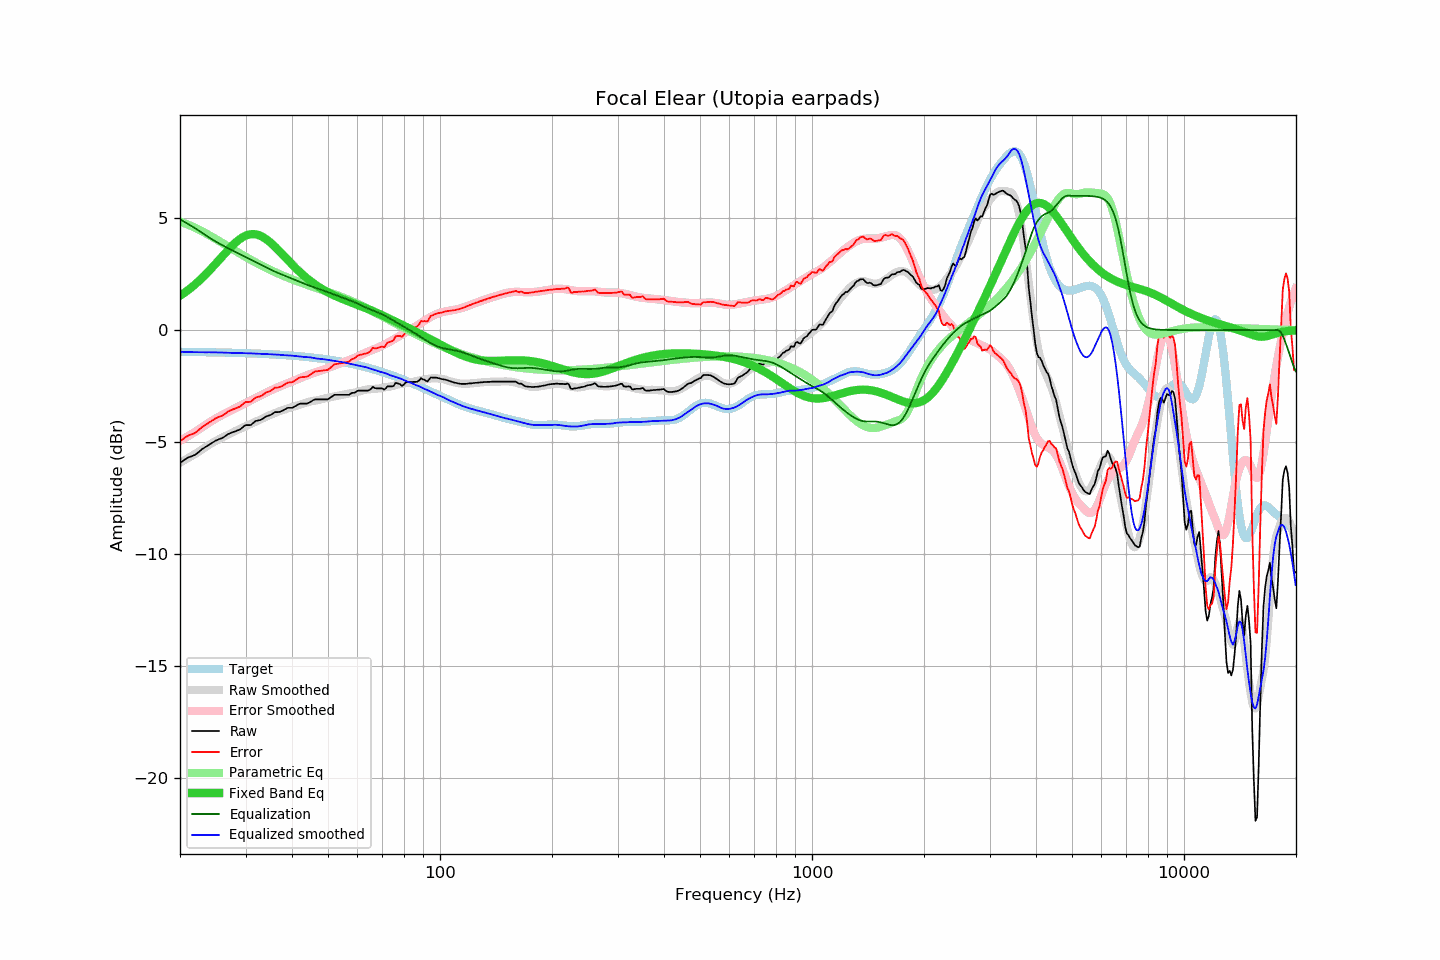 Focal Elear (Utopia earpads)
Amplitude (dBr)
5
0
−5
−10
−15
−20
Target
Raw Smoothed
Error Smoothed
Raw
Error
Parametric Eq
Fixed Band Eq
Equalization
Equalized smoothed
100
1000
10000
Frequency (Hz)